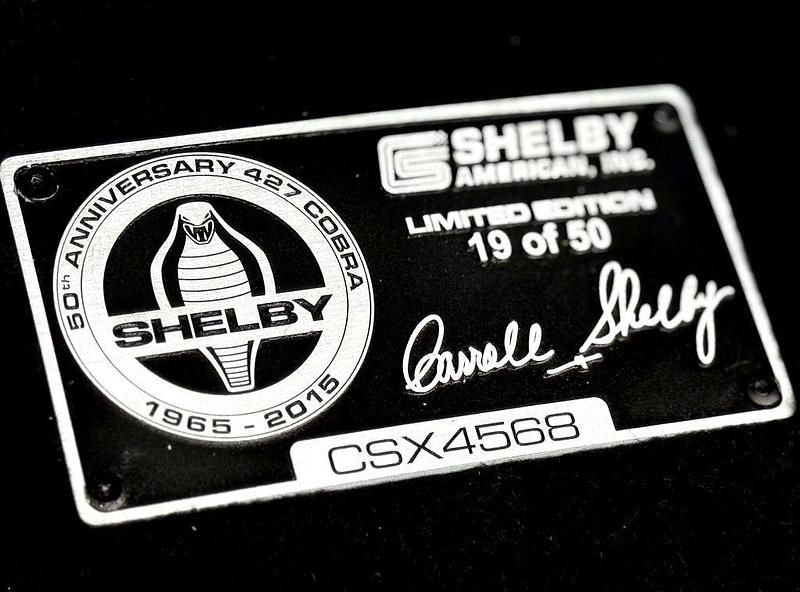 50th ANNIVERSARY 427 COBRA
SHELBY
1965 - 2015
SHELBY
AMERICAN, INC.
LIMITED EDITION
19 of 50
Carroll Shelby
CSX4568